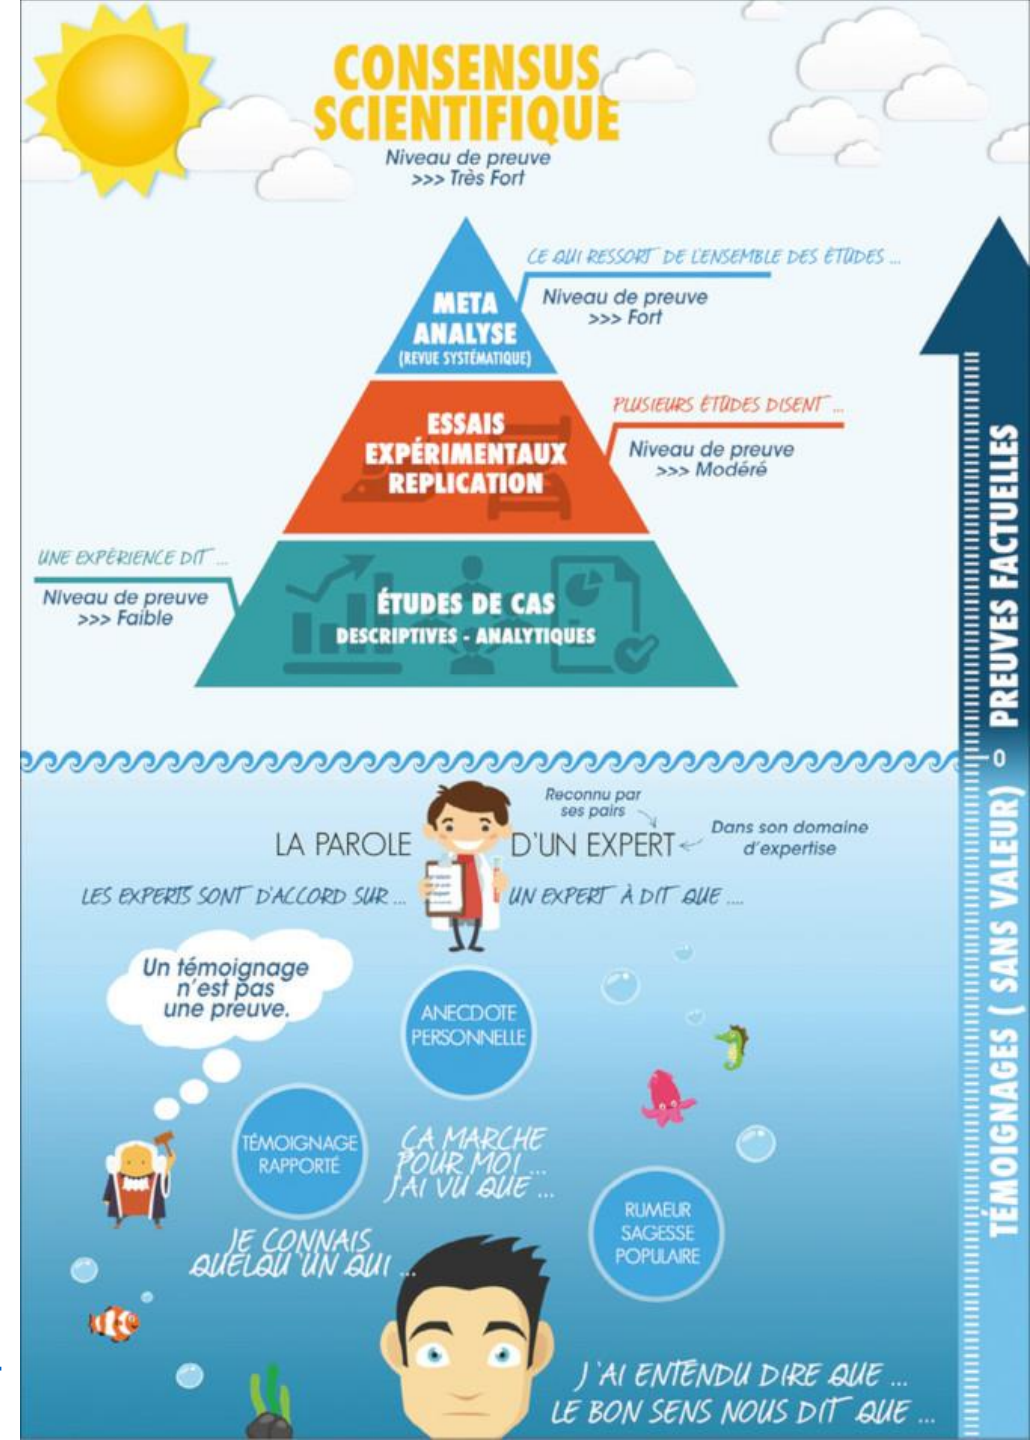 CONSENSUS
SCIENTIFIQUE
Niveau de preuve
>>> Très Fort
CE QUI RESSORT DE L'ENSEMBLE DES ÉTUDES ...
Niveau de preuve
>>> Fort
META
ANALYSE
(REVUE SYSTÉMATIQUE)
PLUSIEURS ÉTUDES DISENT ...
Niveau de preuve
>>> Modéré
ESSAIS
EXPÉRIMENTAUX
REPLICATION
UNE EXPÉRIENCE DIT ...
Niveau de preuve
>>> Faible
ÉTUDES DE CAS
DESCRIPTIVES - ANALYTIQUES
PREUVES FACTUELLES
0
TÉMOIGNAGES ( SANS VALEUR)
Reconnu par
ses pairs
LA PAROLE D'UN EXPERT
Dans son domaine
d'expertise
LES EXPERTS SONT D'ACCORD SUR ...
UN EXPERT À DIT QUE ....
Un témoignage
n'est pas
une preuve.
ANECDOTE
PERSONNELLE
TÉMOIGNAGE
RAPPORTÉ
ÇA MARCHE
POUR MOI ...
J'AI VU QUE ...
RUMEUR
SAGESSE
POPULAIRE
JE CONNAIS
QUELQU'UN QUI ...
J'AI ENTENDU DIRE QUE ...
LE BON SENS NOUS DIT QUE ...